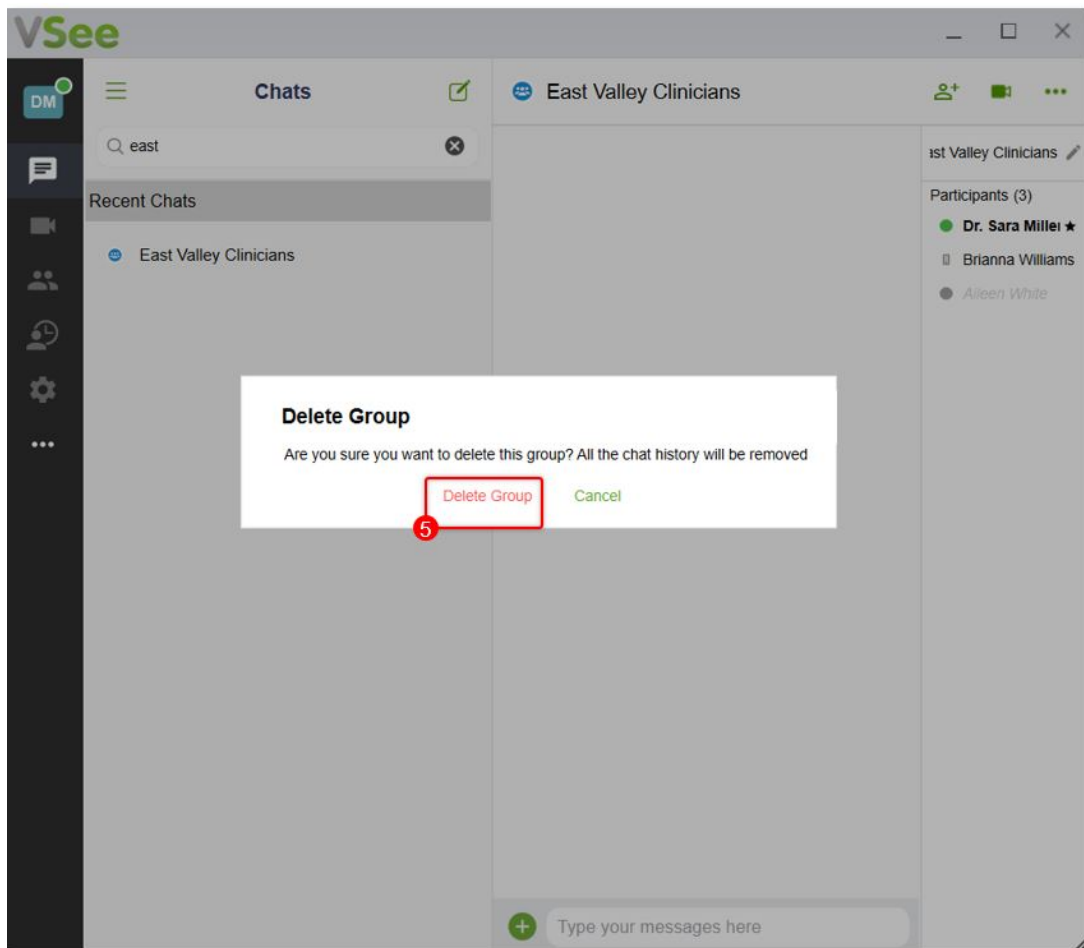 VSee
DM
Chats
East Valley Clinicians
east
ast Valley Clinicians
Recent Chats
Participants (3)
Dr. Sara Miller
East Valley Clinicians
Brianna Williams
Aileen White
Delete Group
Are you sure you want to delete this group? All the chat history will be removed
Delete Group
Cancel
5
Type your messages here